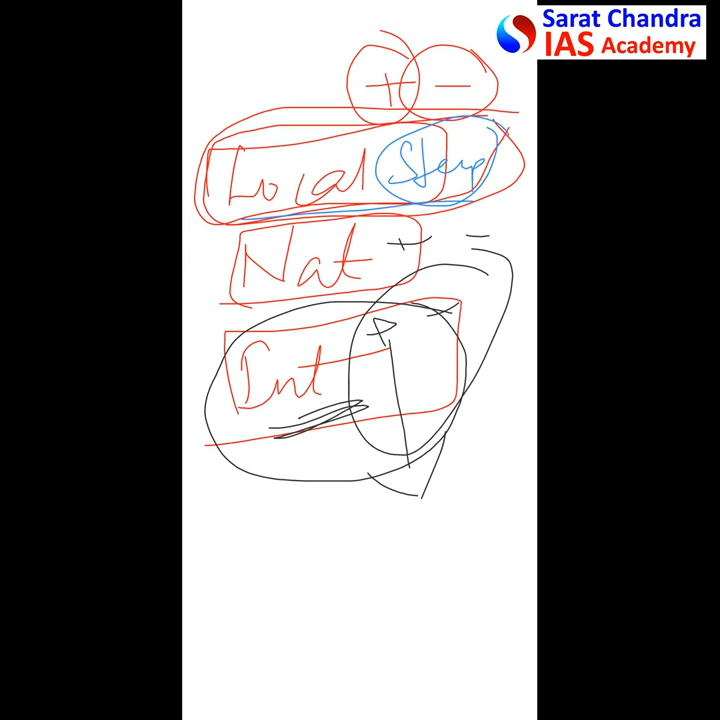 Sarat Chandra
IAS Academy
+ -
Local Step
Nat + =
Int